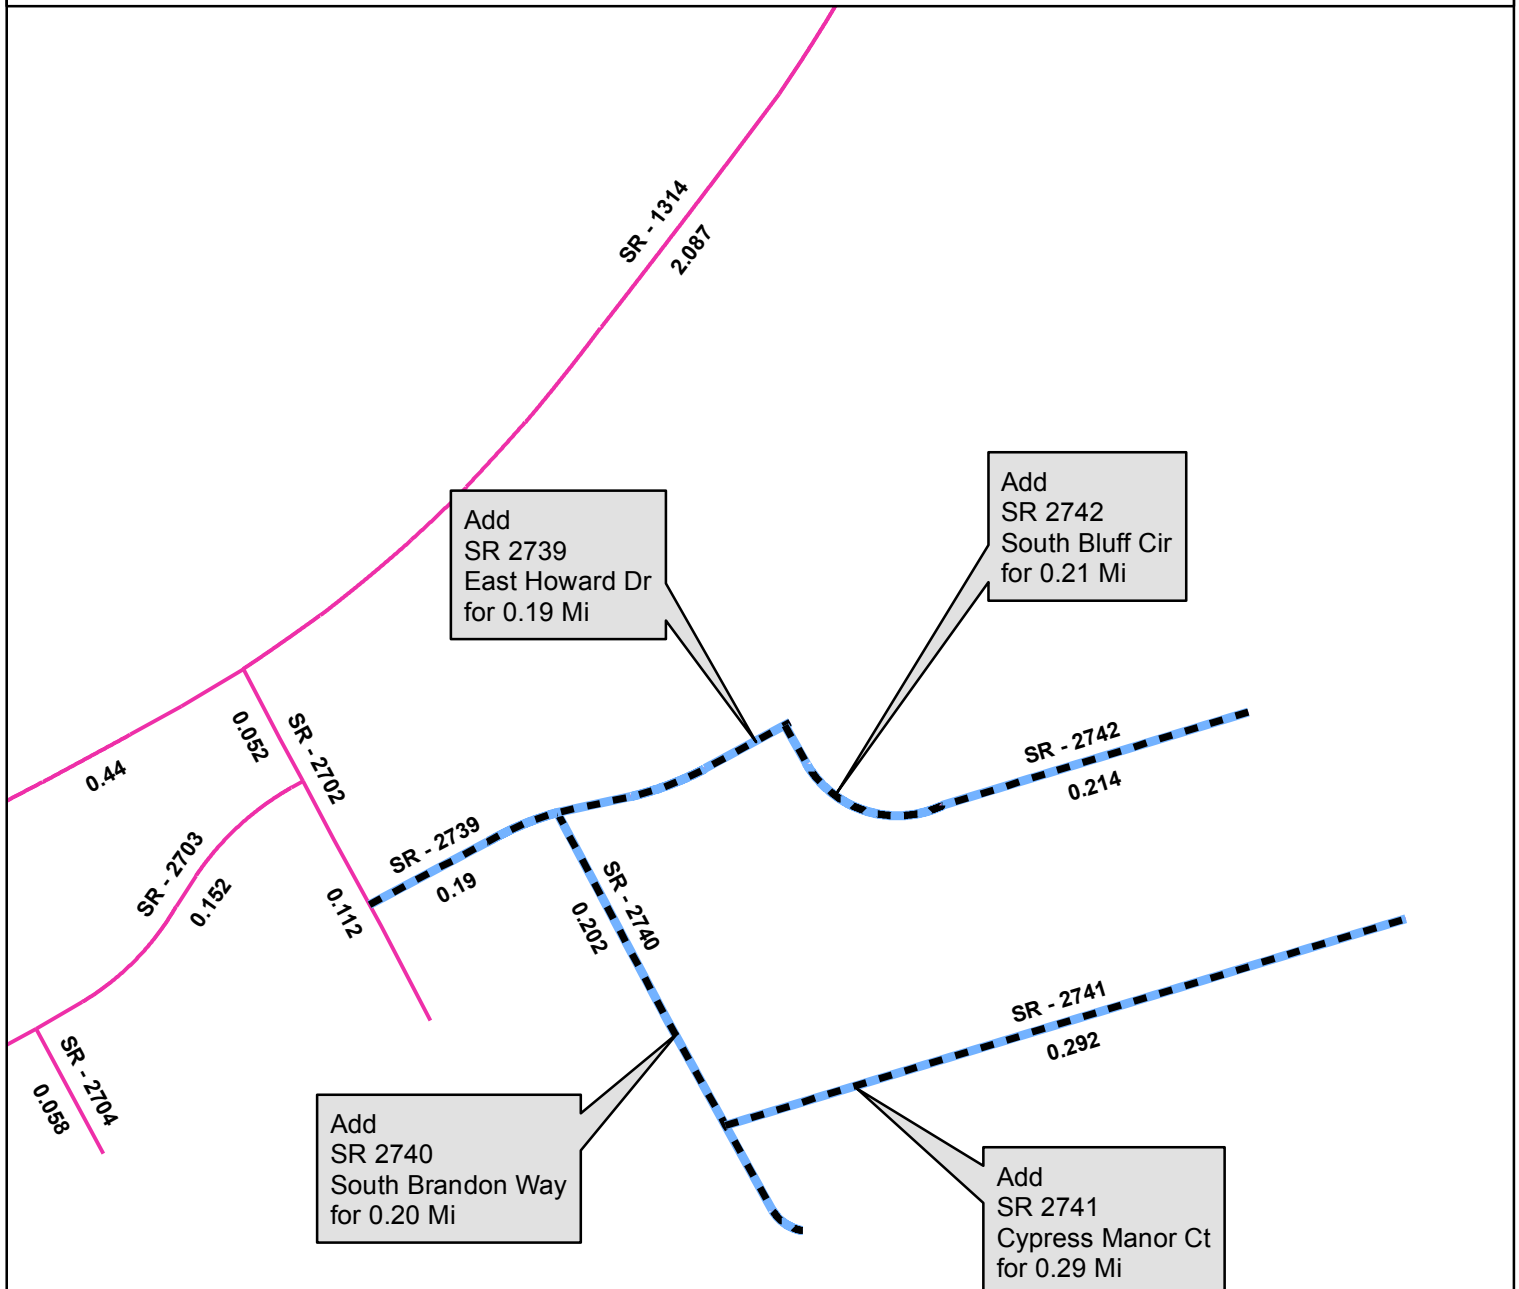 SR - 1314
2.087
Add
SR 2739
East Howard Dr
for 0.19 Mi
Add
SR 2742
South Bluff Cir
for 0.21 Mi
0.44
0.052
SR - 2702
0.112
SR - 2703
0.152
SR - 2739
0.19
SR - 2742
0.214
SR - 2740
0.202
SR - 2741
0.292
SR - 2704
0.058
Add
SR 2740
South Brandon Way
for 0.20 Mi
Add
SR 2741
Cypress Manor Ct
for 0.29 Mi